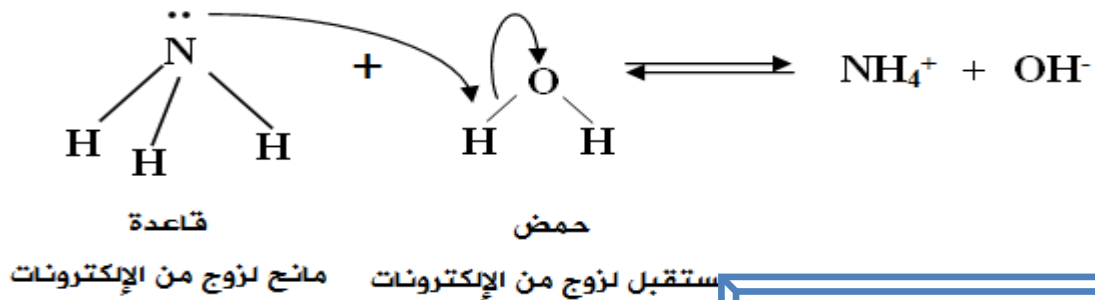 N + O ⇌ NH₄⁺ + OH⁻
H H H H H
قاعدة حمض
مانح لزوج من الإلكترونات ستقبل لزوج من الإلكترونات